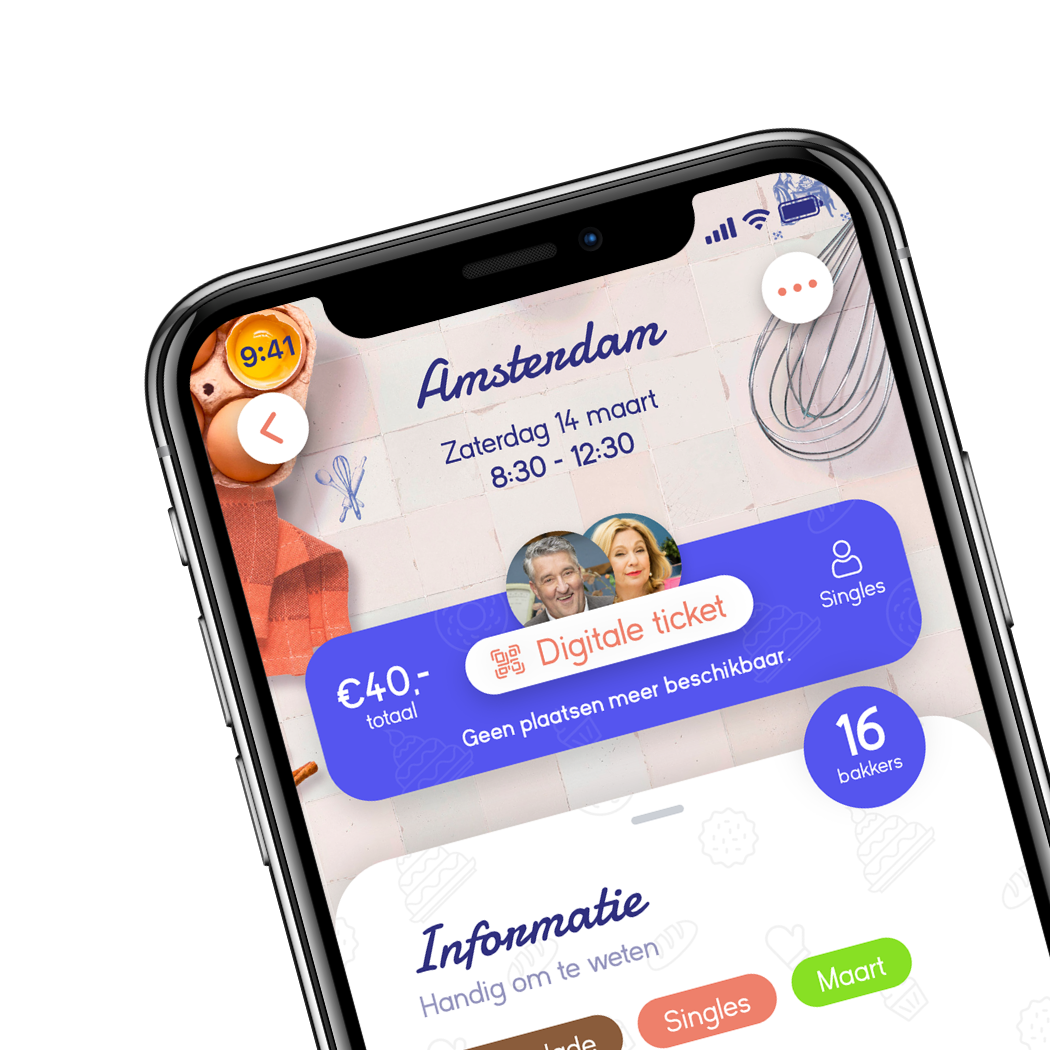 9:41
Amsterdam
Zaterdag 14 maart
8:30 - 12:30
Singles
Digitale ticket
€40,-
totaal
Geen plaatsen meer beschikbaar.
16
bakkers
Informatie
Handig om te weten
Singles
Maart